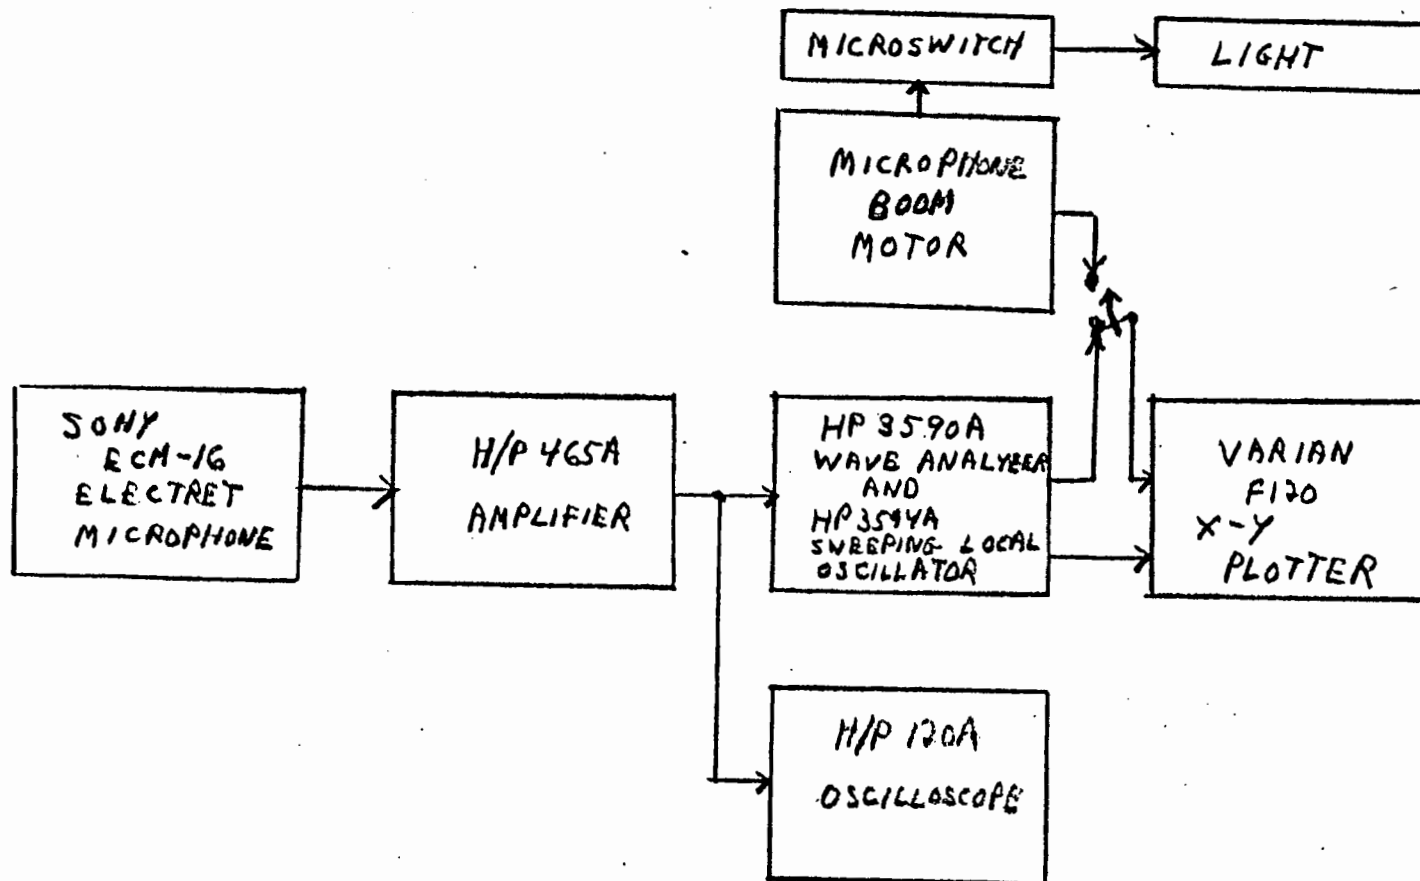 MICROSWITCH
LIGHT
MICROPHONE
BOOM
MOTOR
SONY
ECM-16
ELECTRET
MICROPHONE
H/P 465A
AMPLIFIER
HP 3590A
WAVE ANALYZER
AND
HP3594A
SWEEPING LOCAL
OSCILLATOR
VARIAN
F120
X-Y
PLOTTER
H/P 120A
OSCILLOSCOPE